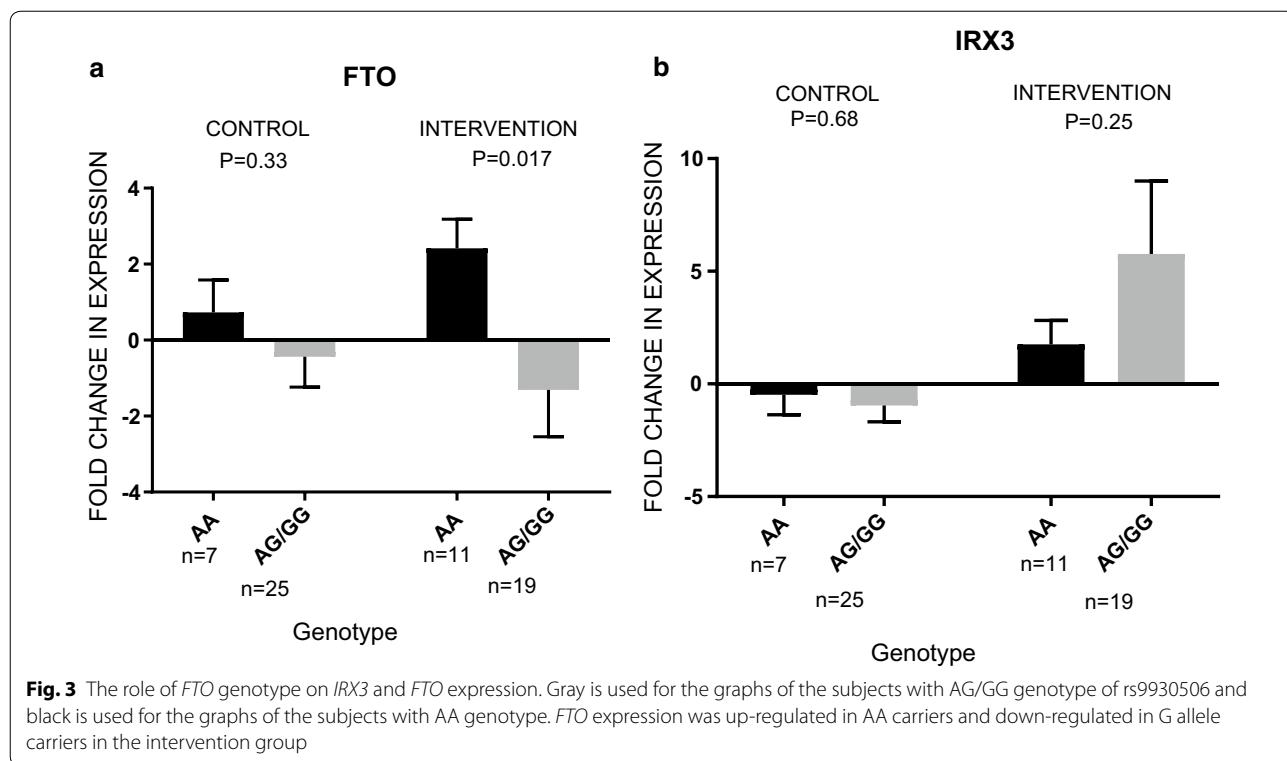 a
FTO
CONTROL
P=0.33
INTERVENTION
P=0.017
FOLD CHANGE IN EXPRESSION
4
2
0
-2
-4
AA
n=7
AG/GG
n=25
AA
n=11
AG/GG
n=19
Genotype
b
IRX3
CONTROL
P=0.68
INTERVENTION
P=0.25
FOLD CHANGE IN EXPRESSION
10
5
0
-5
AA
n=7
AG/GG
n=25
AA
n=11
AG/GG
n=19
Genotype
Fig. 3 The role of FTO genotype on IRX3 and FTO expression. Gray is used for the graphs of the subjects with AG/GG genotype of rs9930506 and
black is used for the graphs of the subjects with AA genotype. FTO expression was up-regulated in AA carriers and down-regulated in G allele
carriers in the intervention group